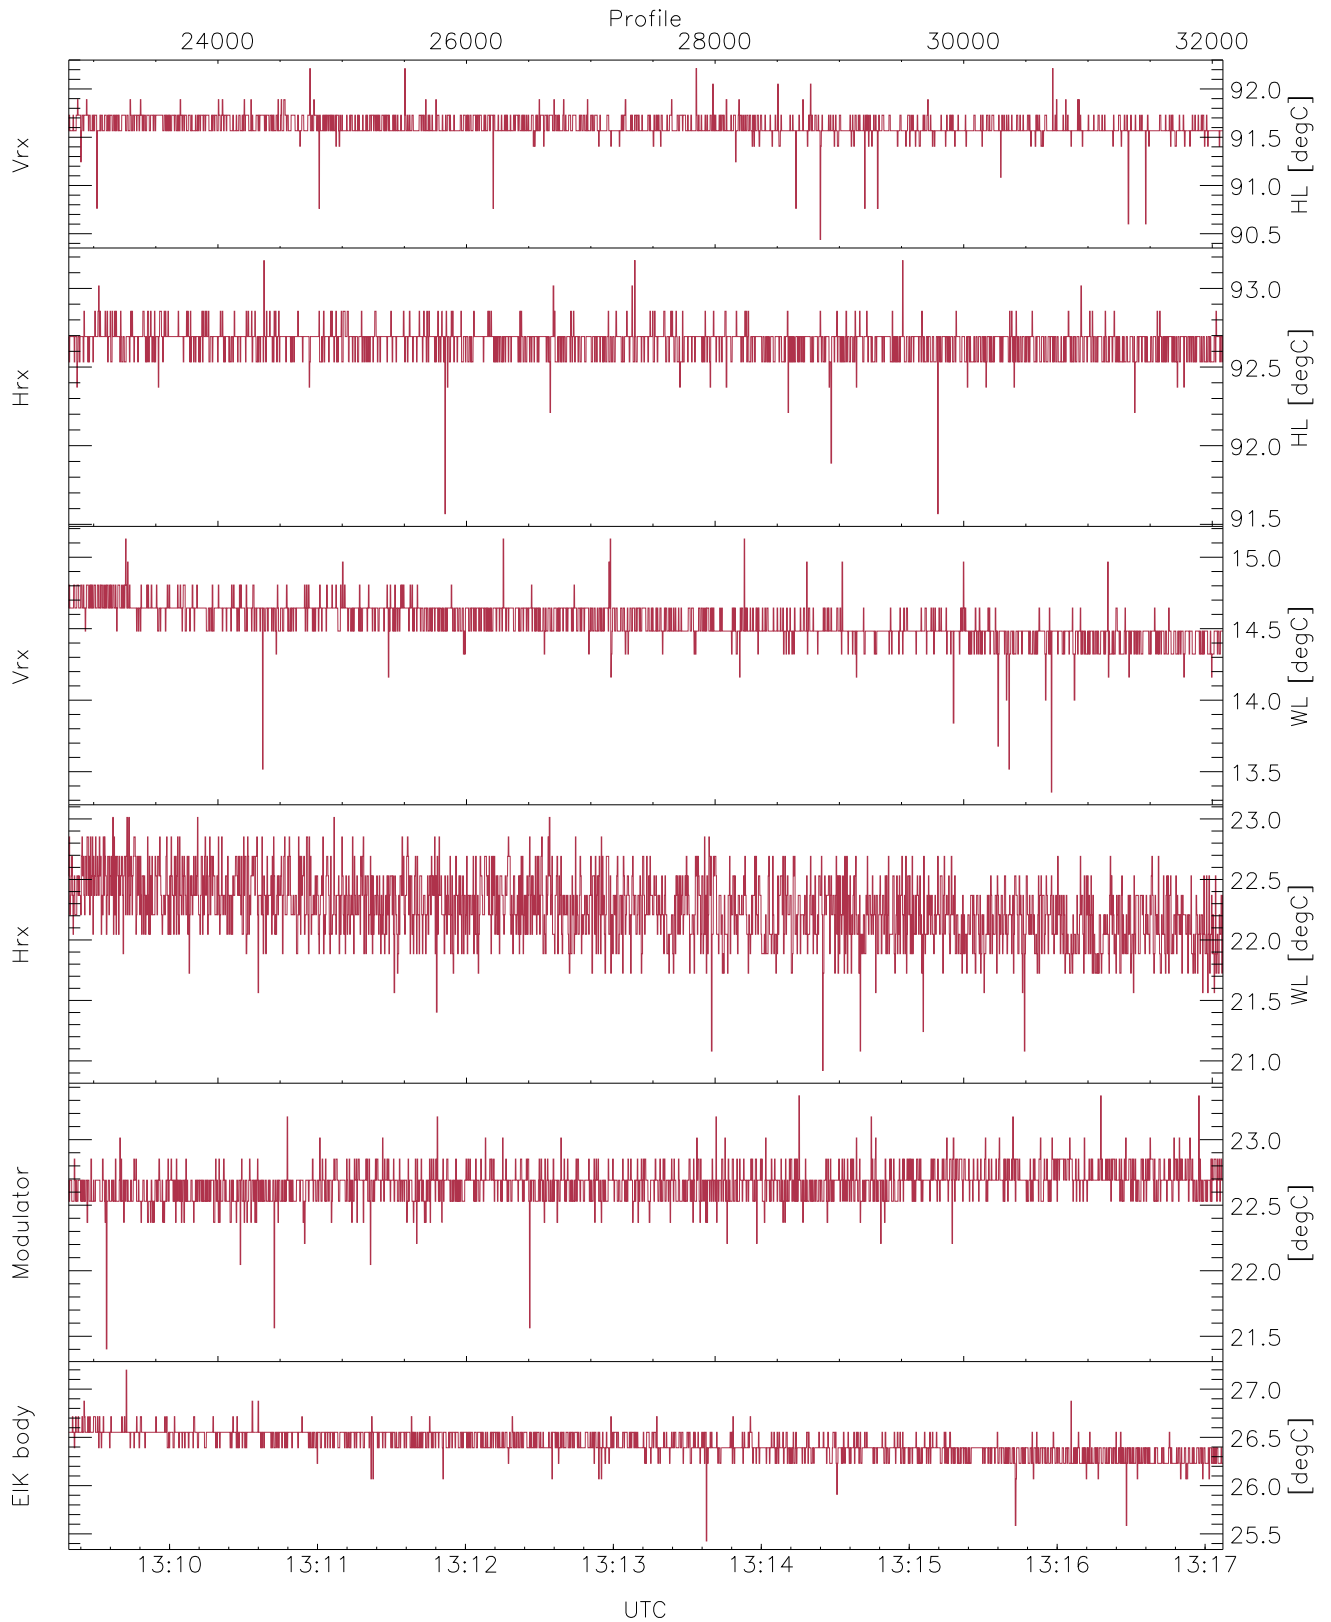 Profile
24000 26000 28000 30000 32000
Vrx
92.0
91.5
91.0
90.5
HL [degC]
Hrx
93.0
92.5
92.0
91.5
HL [degC]
Vrx
15.0
14.5
14.0
13.5
WL [degC]
Hrx
23.0
22.5
22.0
21.5
21.0
WL [degC]
Modulator
23.0
22.5
22.0
21.5
[degC]
EIK body
27.0
26.5
26.0
25.5
[degC]
13:10 13:11 13:12 13:13 13:14 13:15 13:16 13:17
UTC